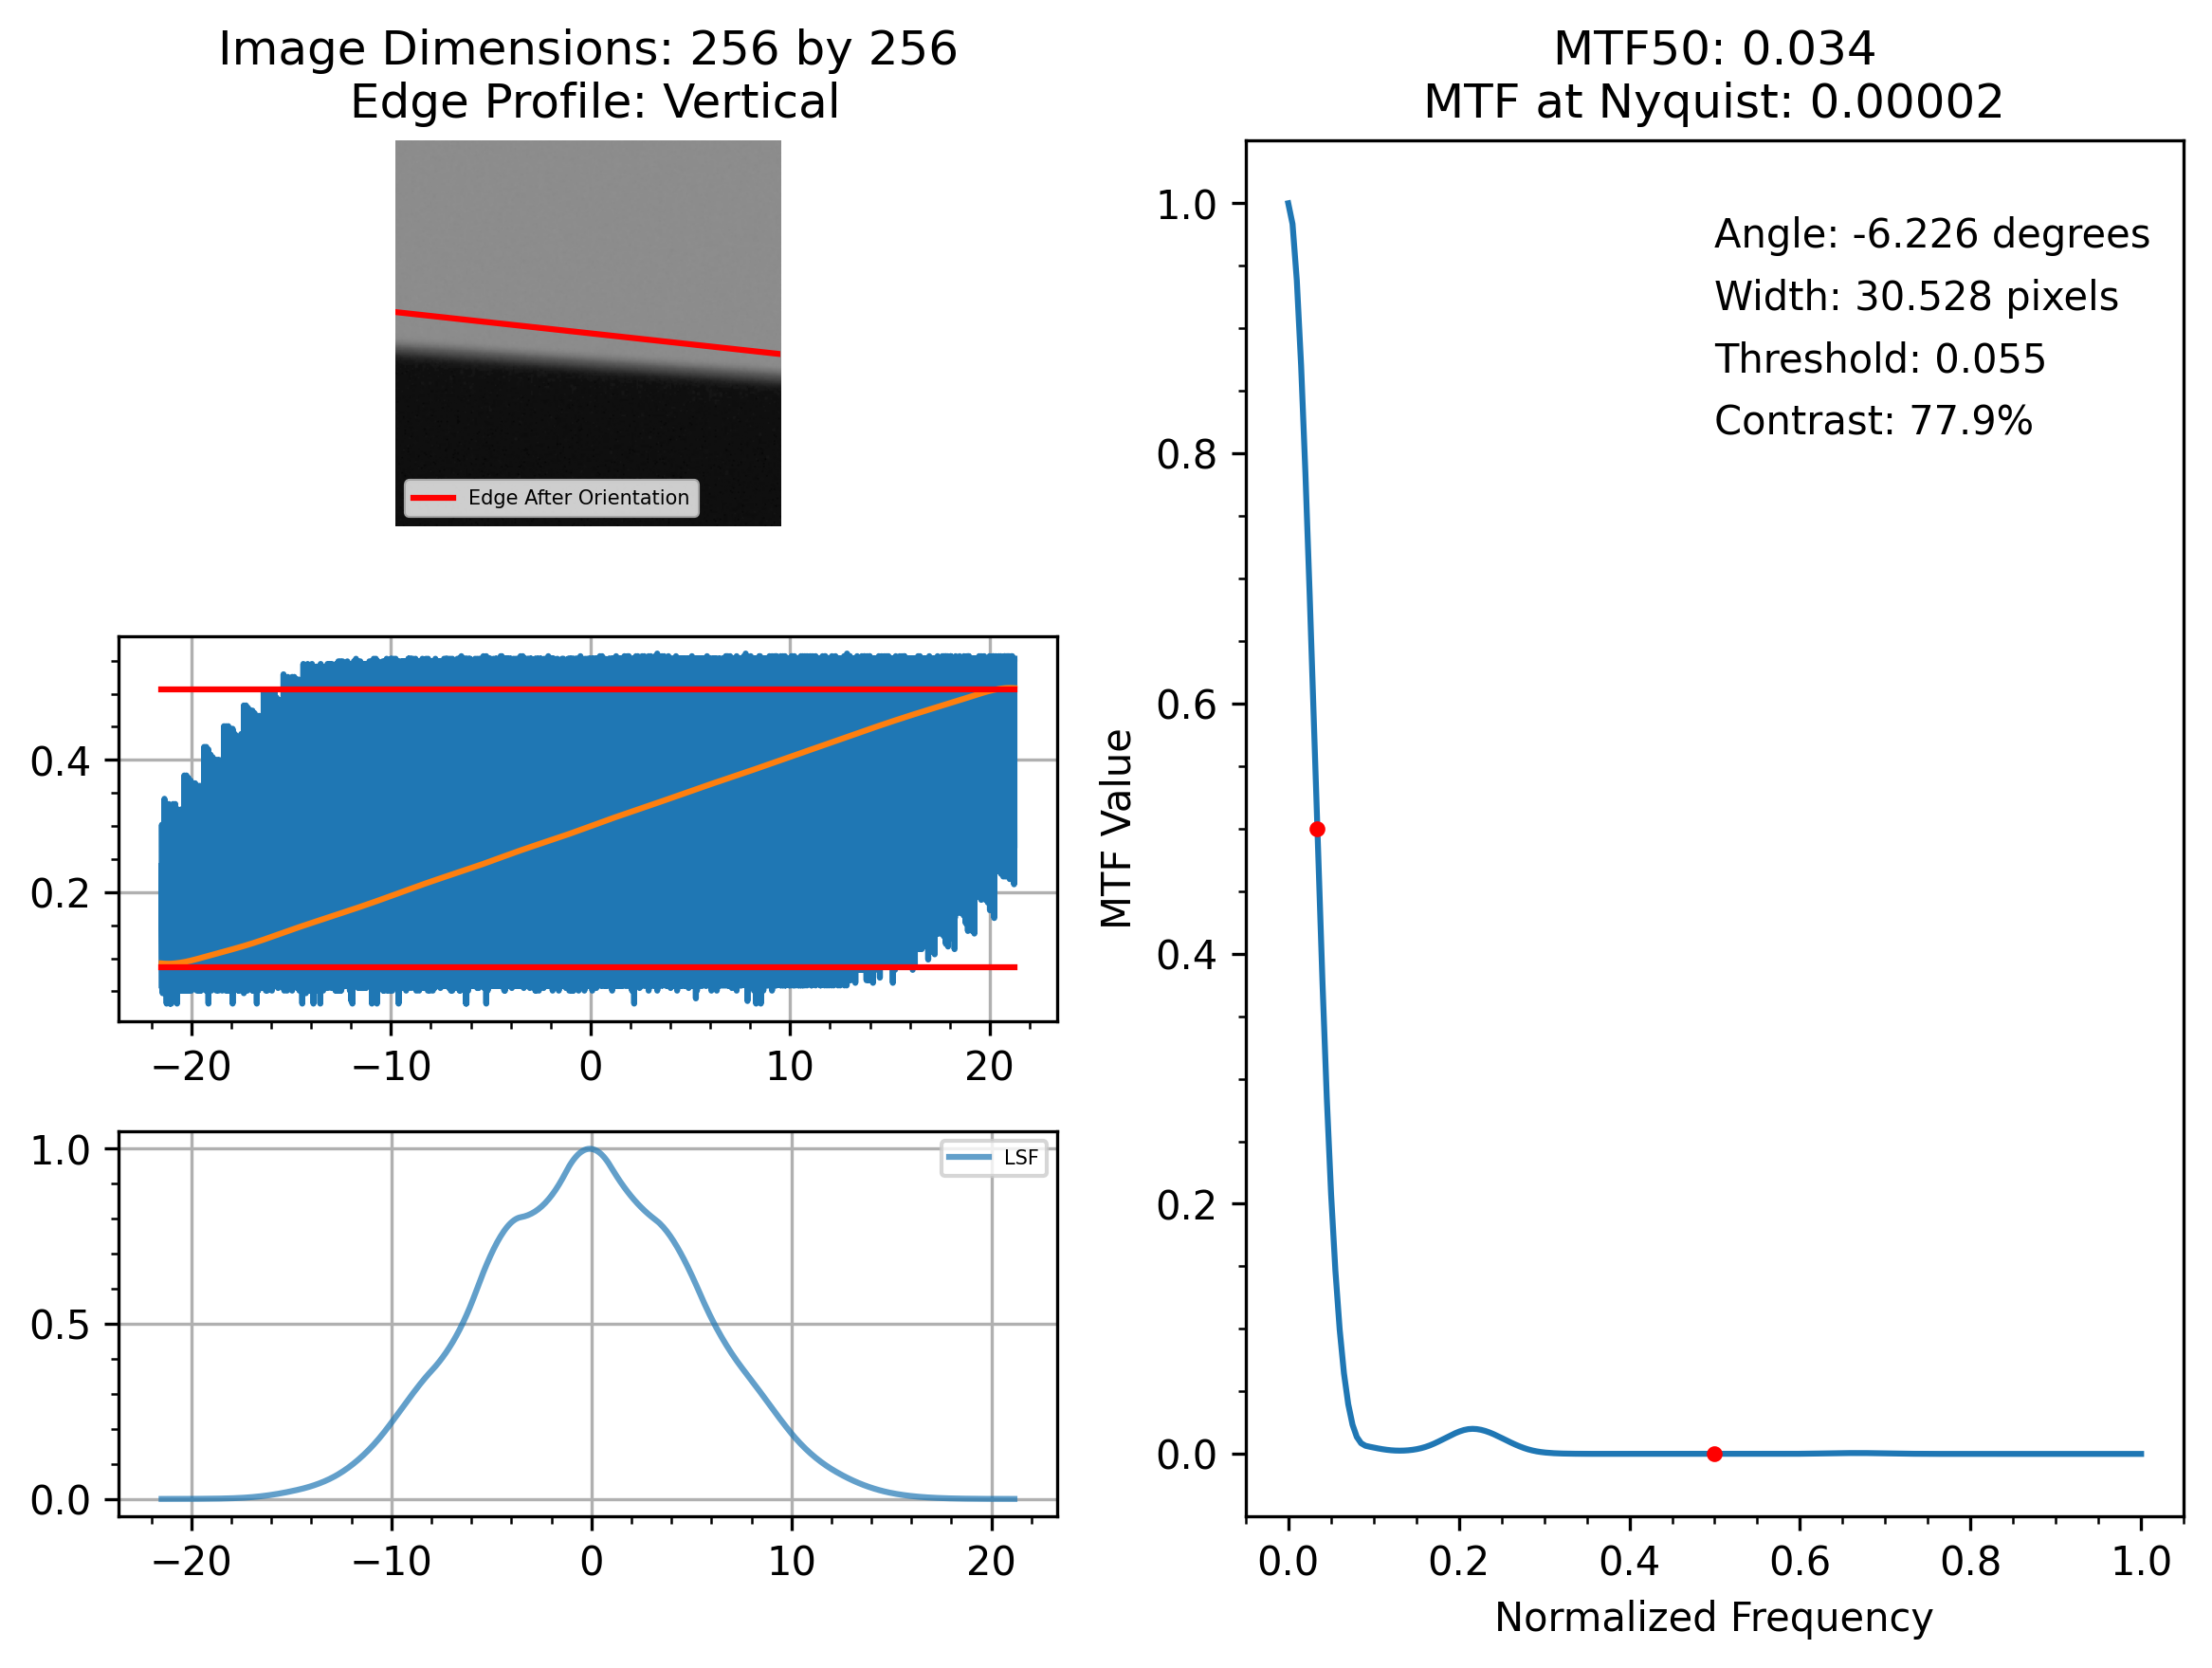 Image Dimensions: 256 by 256
Edge Profile: Vertical
Edge After Orientation
0.4
0.2
−20 −10 0 10 20
LSF
1.0
0.5
0.0
−20 −10 0 10 20
MTF50: 0.034
MTF at Nyquist: 0.00002
Angle: -6.226 degrees
Width: 30.528 pixels
Threshold: 0.055
Contrast: 77.9%
MTF Value
1.0
0.8
0.6
0.4
0.2
0.0
0.0 0.2 0.4 0.6 0.8 1.0
Normalized Frequency